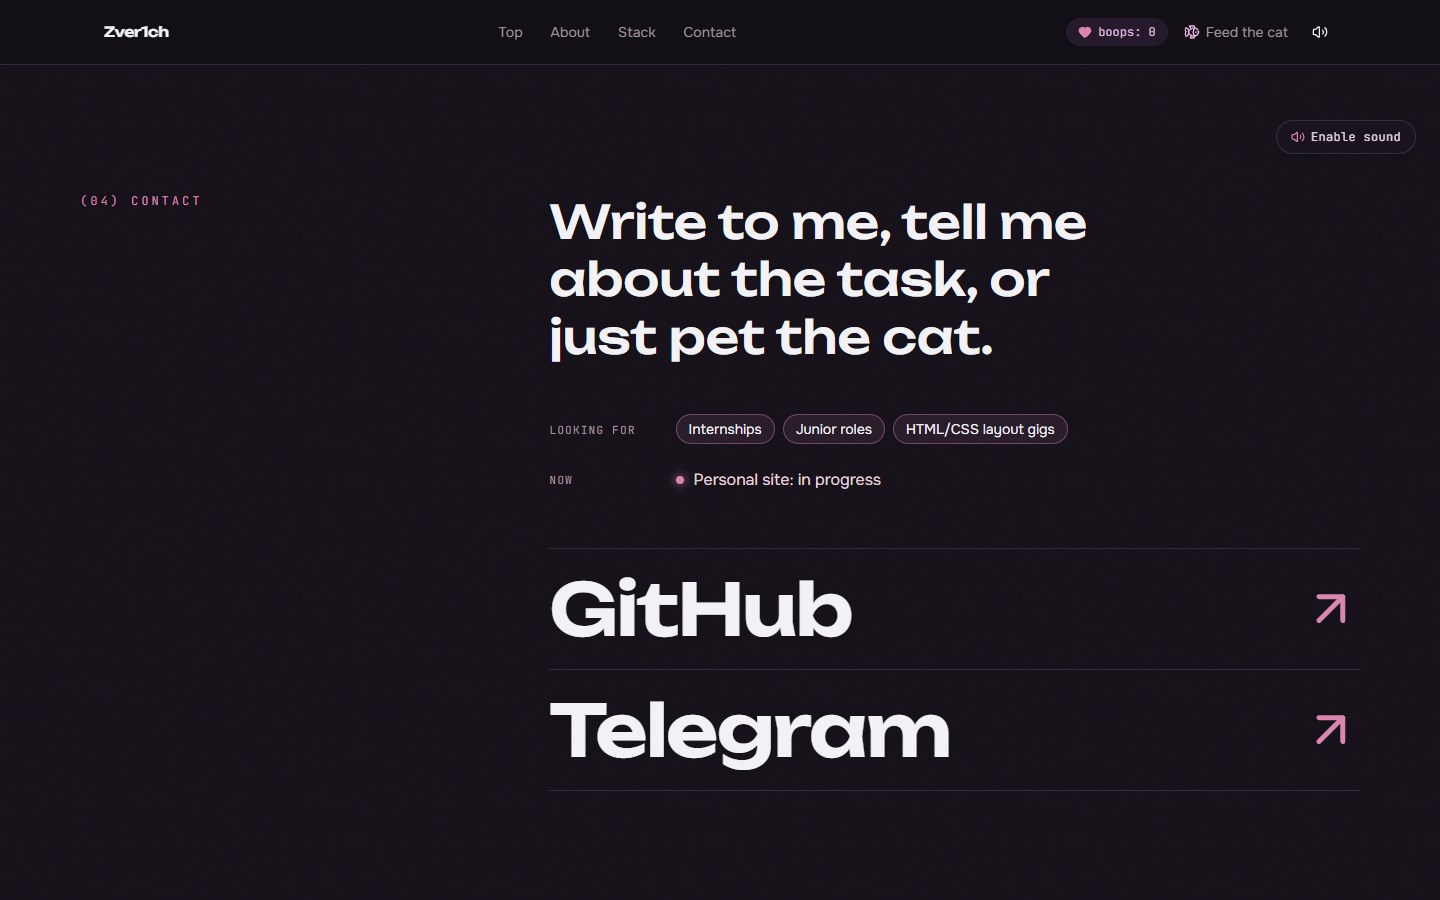 Zver1ch
Top
About
Stack
Contact
boops: 0
Feed the cat
Enable sound
(04) CONTACT
Write to me, tell me
about the task, or
just pet the cat.
LOOKING FOR
Internships
Junior roles
HTML/CSS layout gigs
NOW
Personal site: in progress
GitHub
Telegram